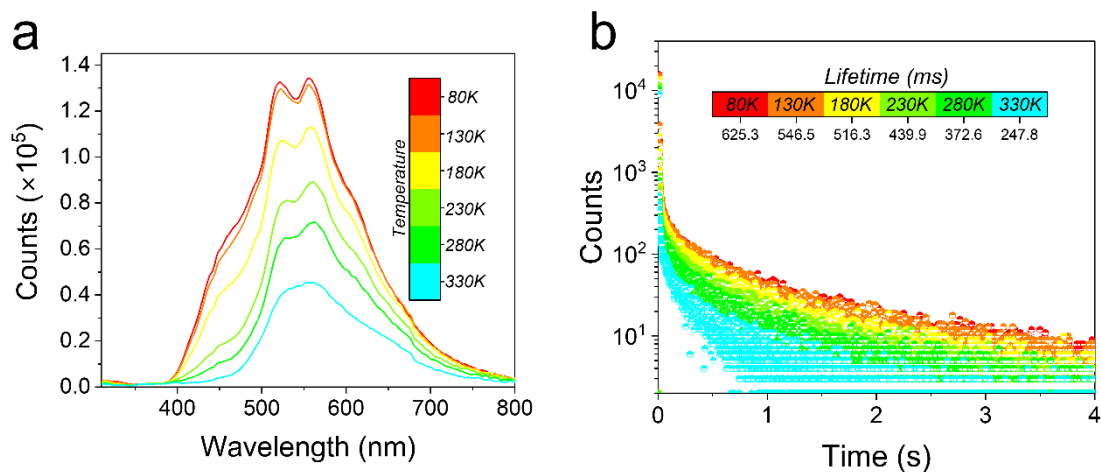 a
Counts (×10⁵)
1.4
1.2
1.0
0.8
0.6
0.4
0.2
0.0
400
500
600
700
800
Wavelength (nm)
Temperature
80K
130K
180K
230K
280K
330K
b
Counts
10⁴
10³
10²
10¹
0
1
2
3
4
Time (s)
Lifetime (ms)
80K 130K 180K 230K 280K 330K
625.3 546.5 516.3 439.9 372.6 247.8